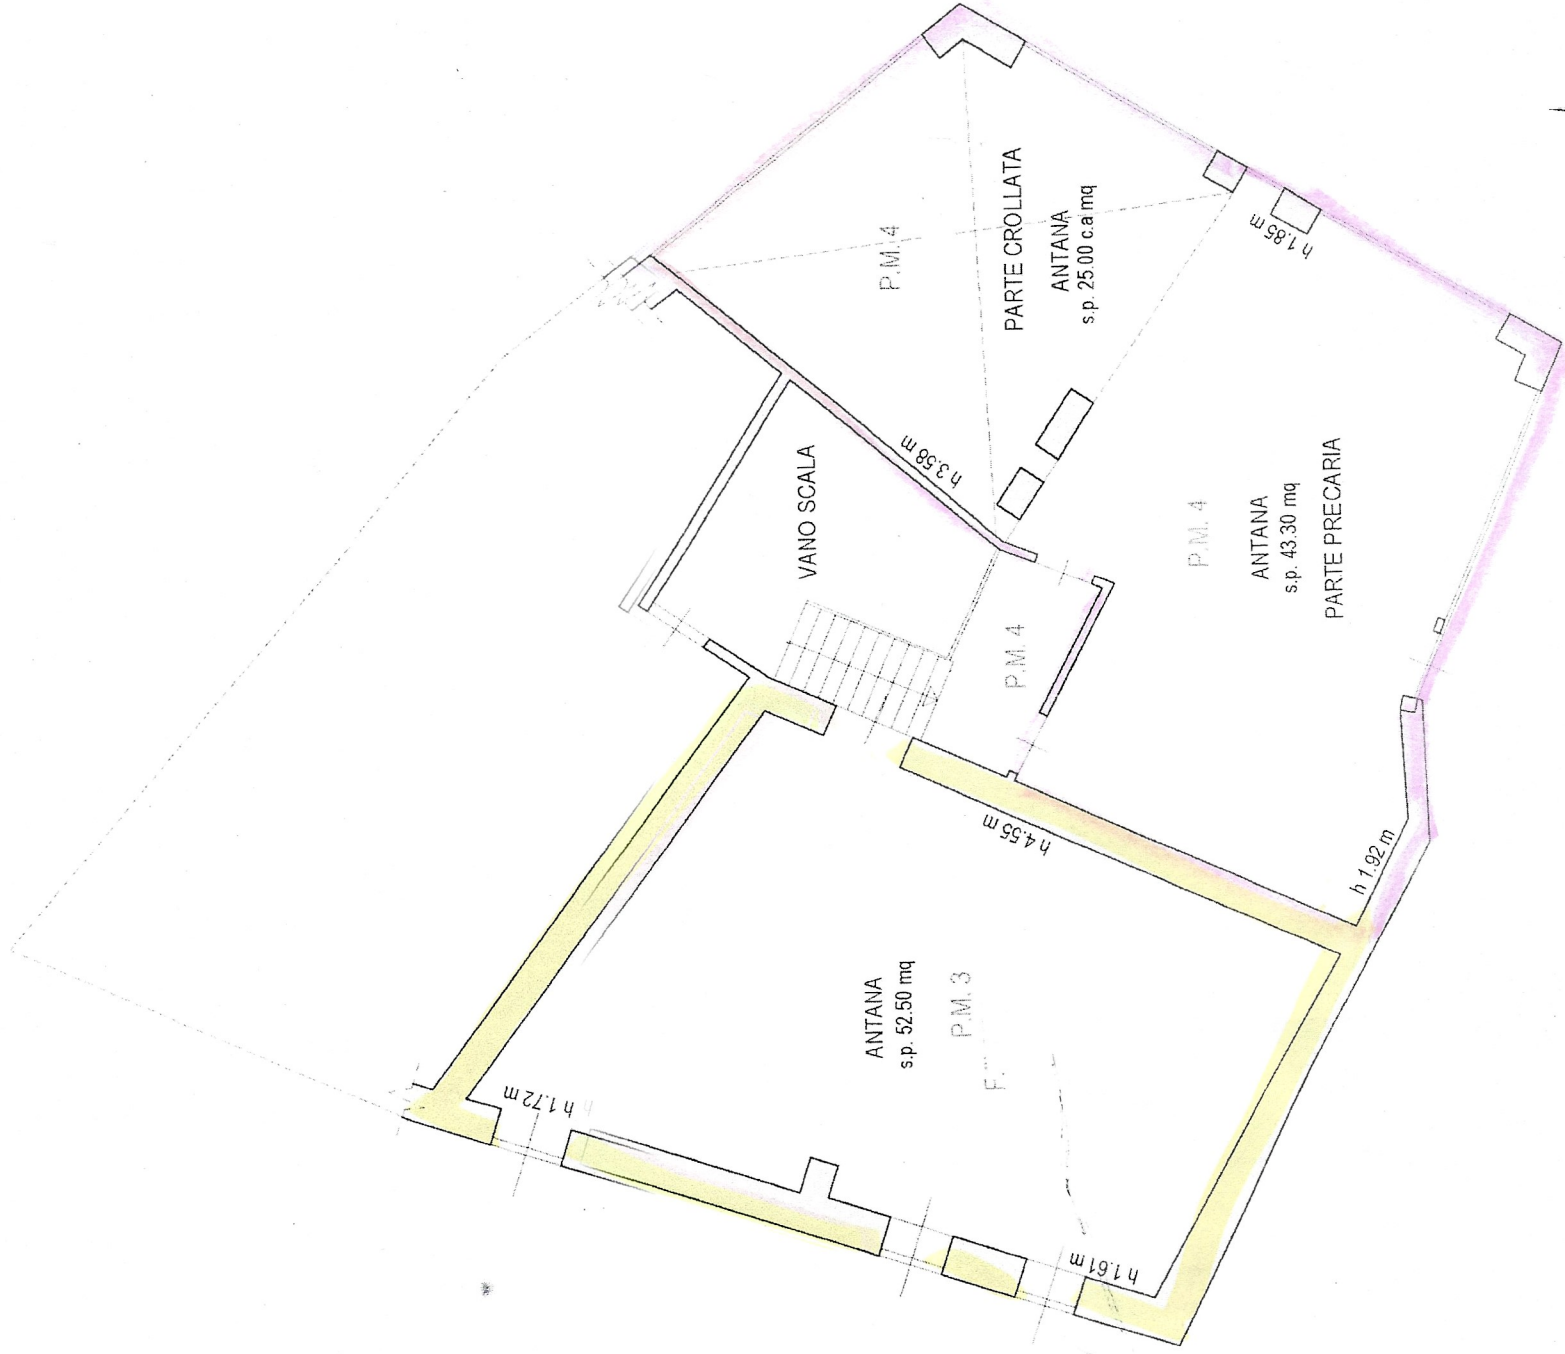 P.M. 4
PARTE CROLLATA
ANTANA
s.p. 25.00 c.a mq
h 1.85 m
h 3.58 m
VANO SCALA
P.M. 4
P.M. 4
ANTANA
s.p. 43.30 mq
PARTE PRECARIA
h 4.55 m
h 1.92 m
ANTANA
s.p. 52.50 mq
P.M. 3
F.
h 1.72 m
h
h 1.61 m